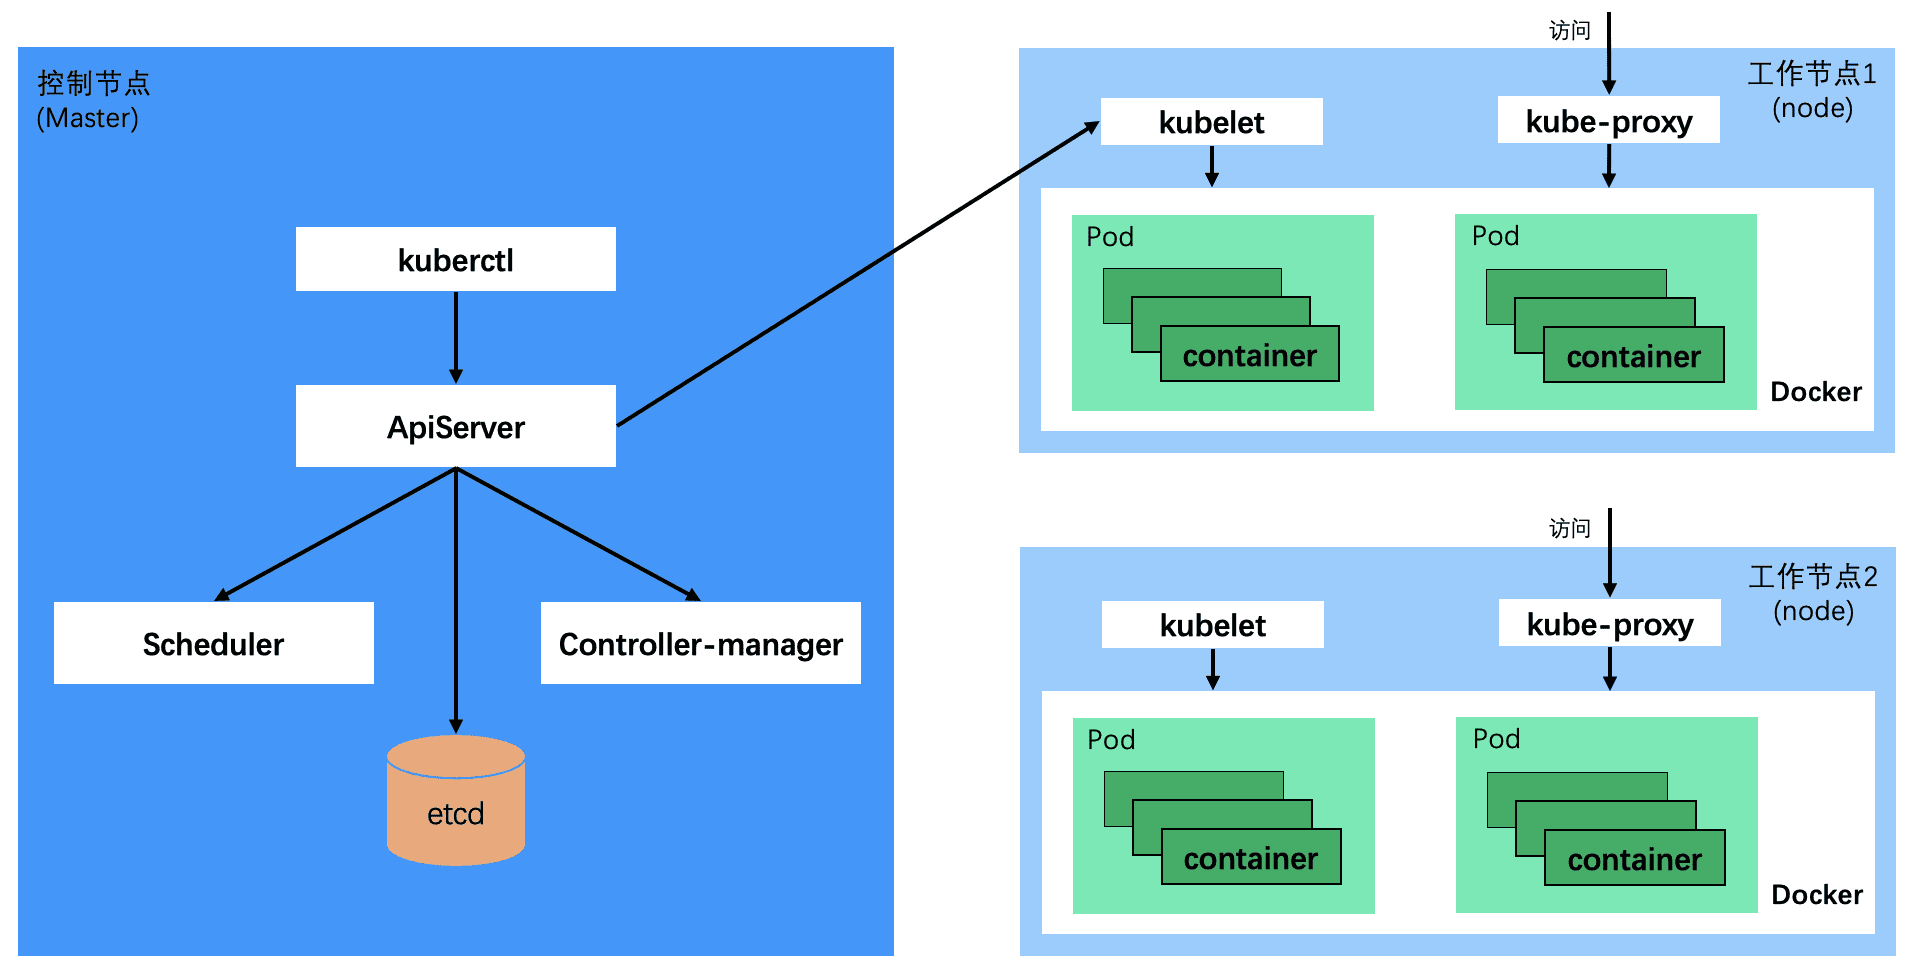 控制节点
(Master)
kuberctl
ApiServer
Scheduler
Controller-manager
etcd
访问
工作节点1
(node)
kubelet
kube-proxy
Pod
container
Pod
container
Docker
访问
工作节点2
(node)
kubelet
kube-proxy
Pod
container
Pod
container
Docker